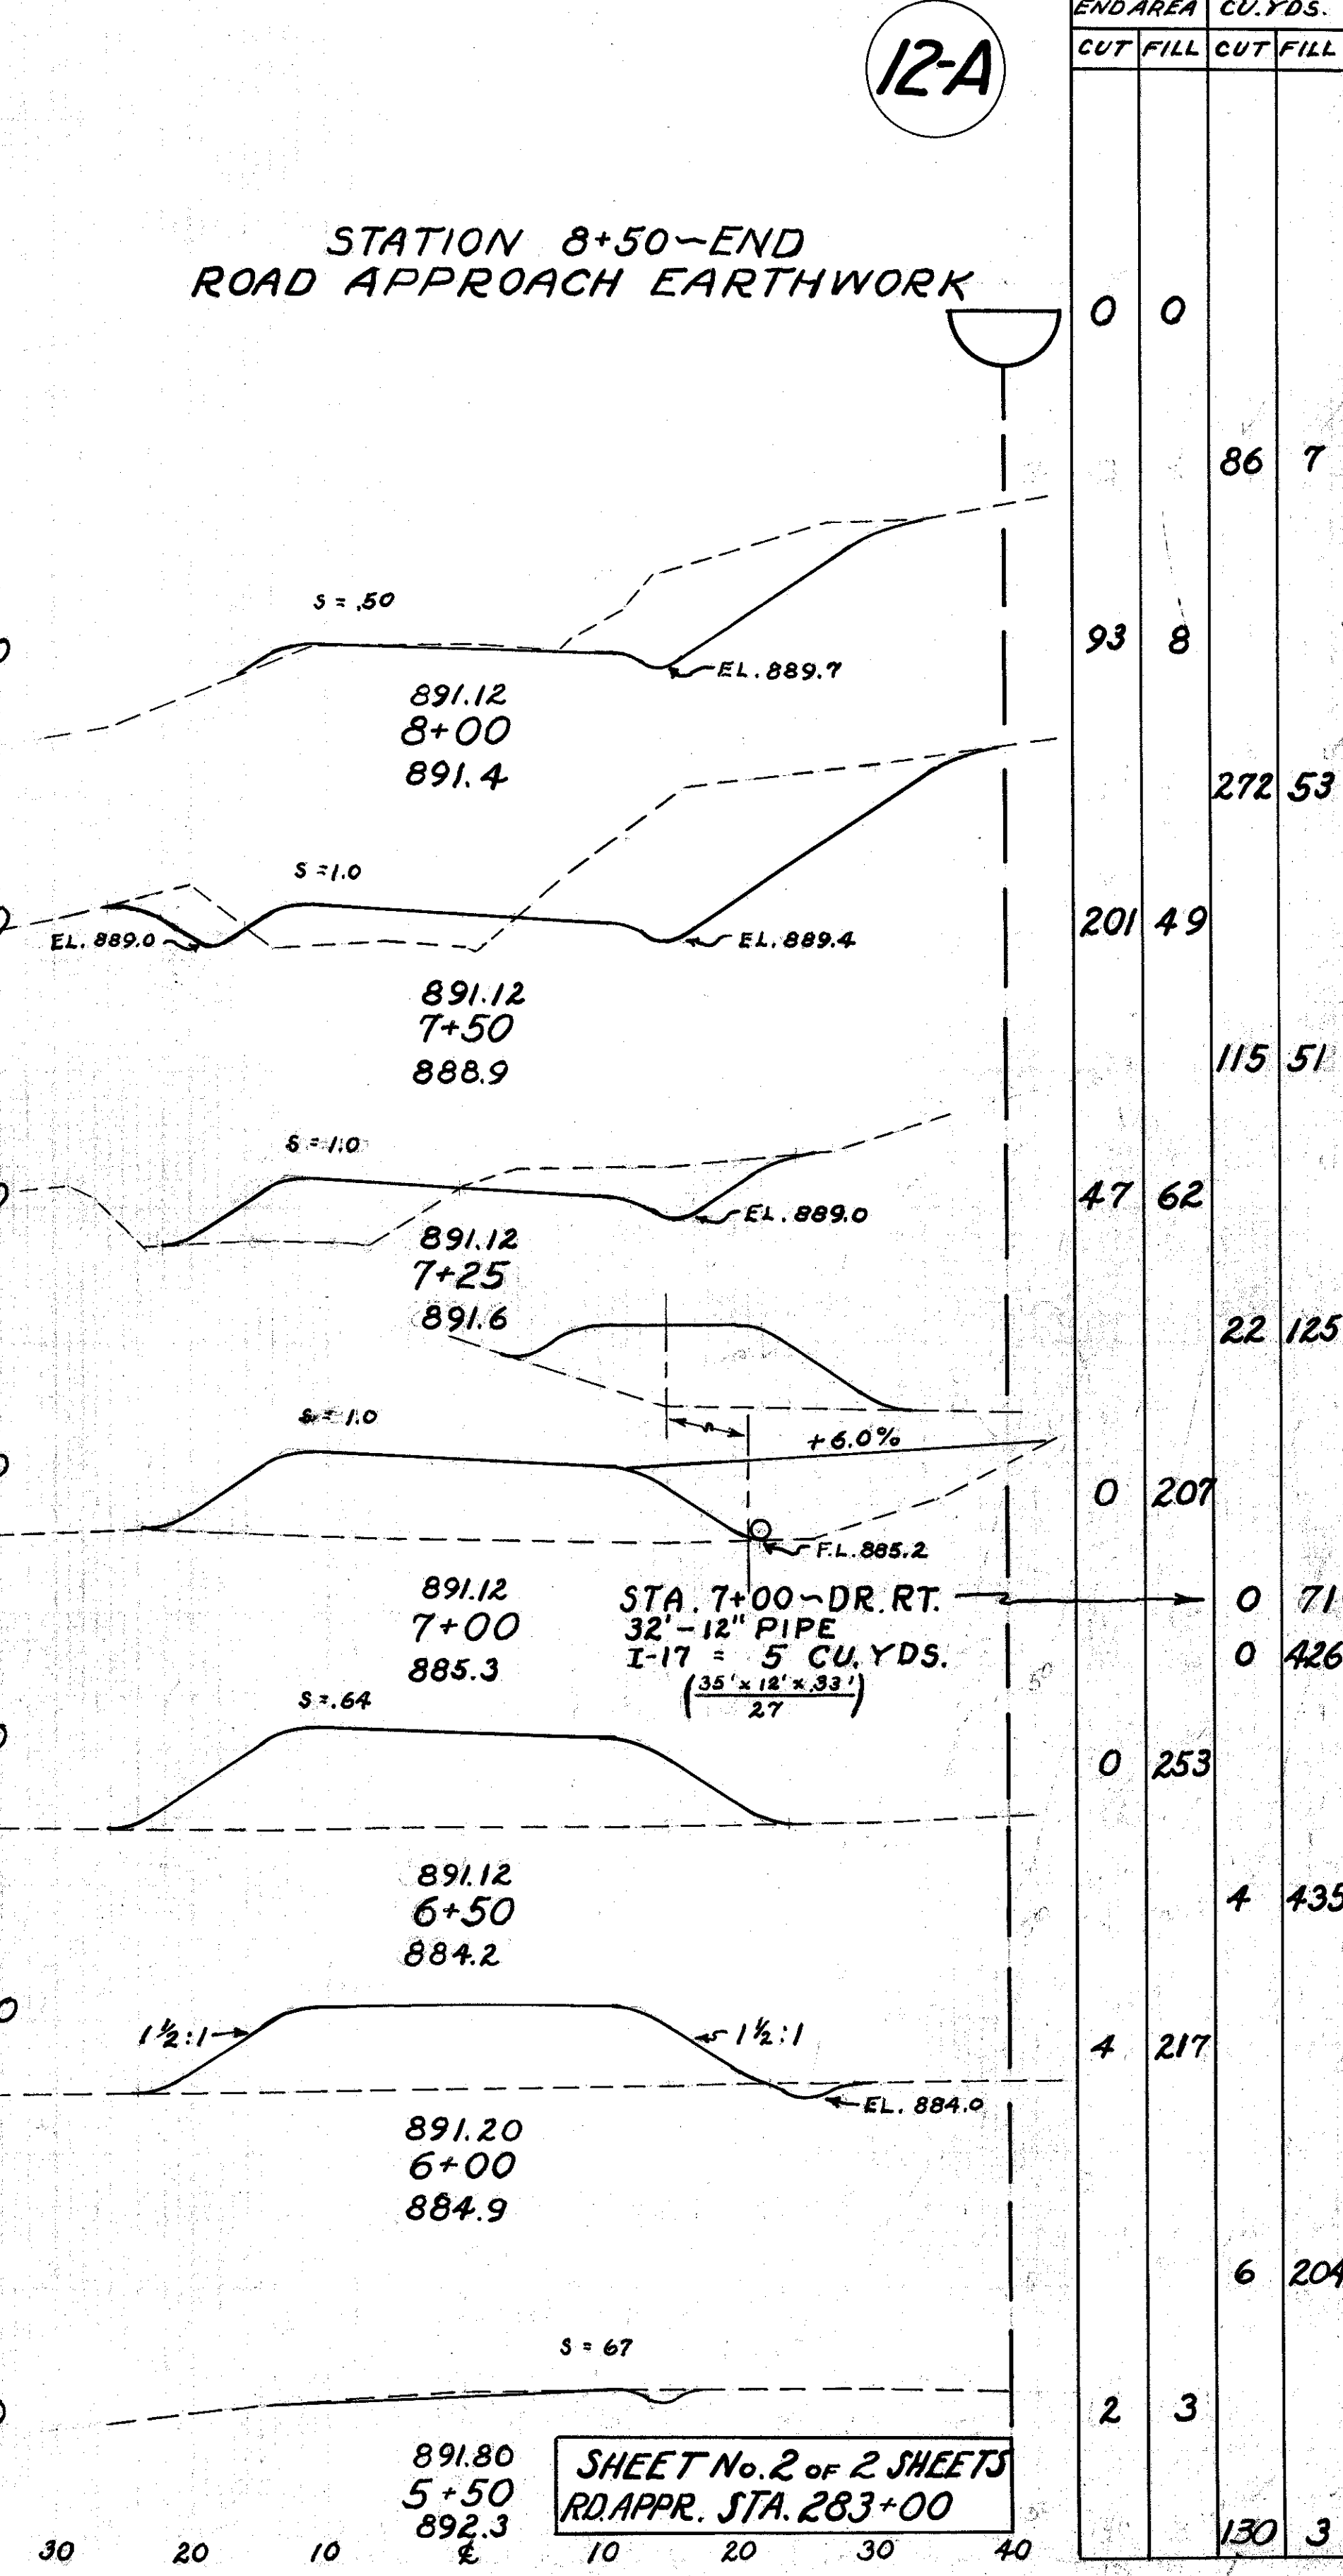 END AREA CU.YDS.
CUT FILL CUT FILL
12-A
STATION 8+50~END
ROAD APPROACH EARTHWORK
0 0
86 7
S = .50
93 8
EL. 889.7
891.12
8+00
891.4
272 53
S = 1.0
201 49
EL. 889.0
EL. 889.4
891.12
7+50
888.9
115 51
S = 1.0
47 62
EL. 889.0
891.12
7+25
891.6
22 125
S = 1.0
+6.0%
0 207
F.L. 885.2
891.12
7+00
885.3
STA. 7+00~DR. RT.
32'-12" PIPE
I-17 = 5 CU. YDS.
(35' x 12' x .33'
27)
0 71
0 426
S = .64
0 253
891.12
6+50
884.2
4 435
1½:1
1½:1
4 217
EL. 884.0
891.20
6+00
884.9
6 204
S = 67
2 3
891.80
5+50
892.3
SHEET No. 2 OF 2 SHEETS
RD. APPR. STA. 283+00
130 3
30 20 10 ℄ 10 20 30 40